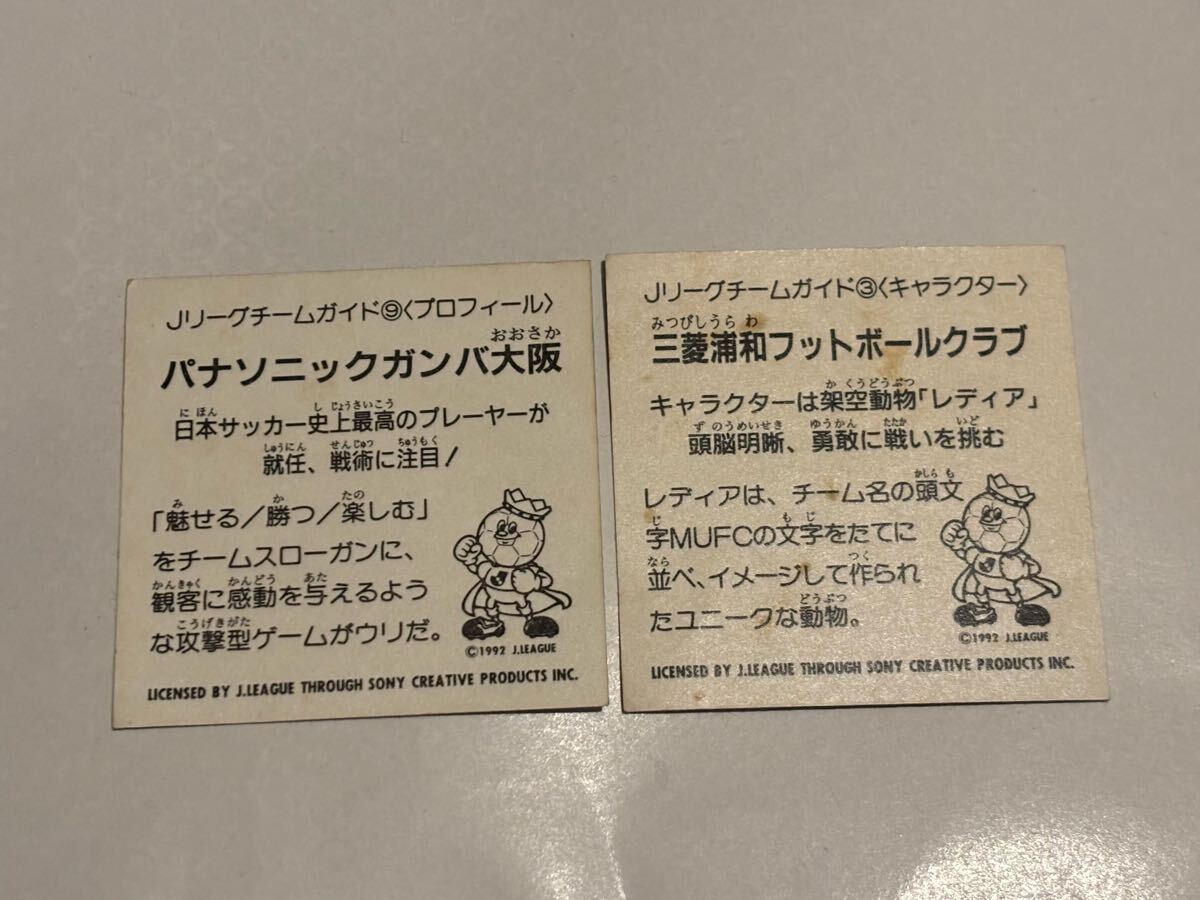 Jリーグチームガイド⑨〈プロフィール〉
おおさか
パナソニックガンバ大阪
にほん しじょうさいこう
日本サッカー史上最高のプレーヤーが
しゅうにん せんじゅつ ちゅうもく
就任、戦術に注目!
み か たの
「魅せる/勝つ/楽しむ」
をチームスローガンに、
かんきゃく かんどう あた
観客に感動を与えるよう
こうげきがた
な攻撃型ゲームがウリだ。
©1992 J.LEAGUE
LICENSED BY J.LEAGUE THROUGH SONY CREATIVE PRODUCTS INC.
Jリーグチームガイド③〈キャラクター〉
みつびしうらわ
三菱浦和フットボールクラブ
かくうどうぶつ
キャラクターは架空動物「レディア」
ずのうめいせき ゆうかん たたか いど
頭脳明晰、勇敢に戦いを挑む
かしらも
レディアは、チーム名の頭文
じ もじ
字MUFCの文字をたてに
なら つく
並べ、イメージして作られ
どうぶつ
たユニークな動物。
©1992 J.LEAGUE
LICENSED BY J.LEAGUE THROUGH SONY CREATIVE PRODUCTS INC.